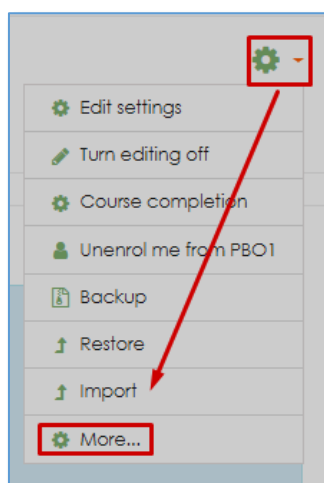 Edit settings
Turn editing off
Course completion
Unenrol me from PBO1
Backup
Restore
Import
More...